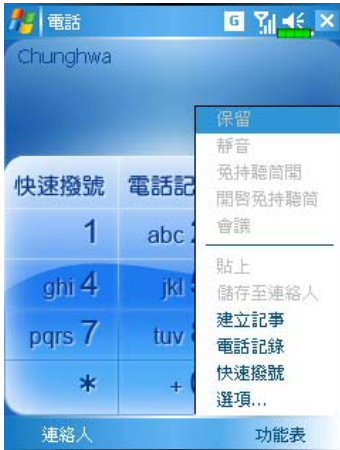 電話
G
Chunghwa
快速撥號 電話記
1 abc
ghi 4 jkl
pqrs 7 tuv
* +
保留
靜音
免持聽筒開
開啓免持聽筒
會議
貼上
儲存至連絡人
建立記事
電話記錄
快速撥號
選項...
連絡人 功能表